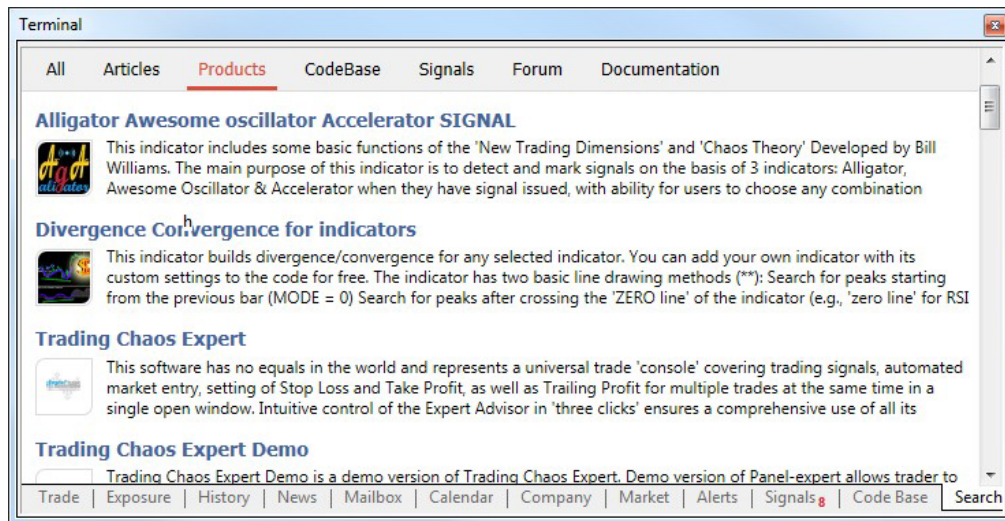 Terminal
All Articles Products CodeBase Signals Forum Documentation
Alligator Awesome oscillator Accelerator SIGNAL
This indicator includes some basic functions of the 'New Trading Dimensions' and 'Chaos Theory' Developed by Bill
Williams. The main purpose of this indicator is to detect and mark signals on the basis of 3 indicators: Alligator,
Awesome Oscillator & Accelerator when they have signal issued, with ability for users to choose any combination
Divergence Convergence for indicators
This indicator builds divergence/convergence for any selected indicator. You can add your own indicator with its
custom settings to the code for free. The indicator has two basic line drawing methods (**): Search for peaks starting
from the previous bar (MODE = 0) Search for peaks after crossing the 'ZERO line' of the indicator (e.g., 'zero line' for RSI
Trading Chaos Expert
This software has no equals in the world and represents a universal trade 'console' covering trading signals, automated
market entry, setting of Stop Loss and Take Profit, as well as Trailing Profit for multiple trades at the same time in a
single open window. Intuitive control of the Expert Advisor in 'three clicks' ensures a comprehensive use of all its
Trading Chaos Expert Demo
Trading Chaos Expert Demo is a demo version of Trading Chaos Expert. Demo version of Panel-expert allows trader to
Trade | Exposure | History | News | Mailbox | Calendar | Company | Market | Alerts | Signals 8 | Code Base | Search